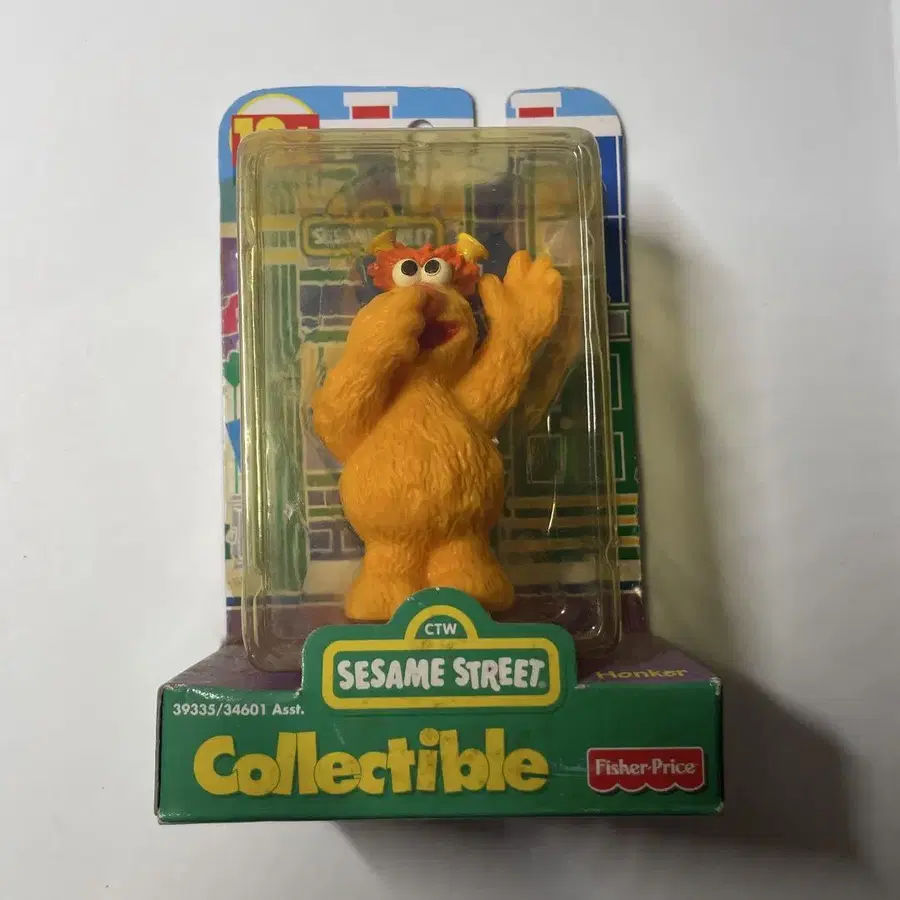 SESAME STREET
CTW
SESAME STREET
Honker
39335/34601 Asst.
Collectible
Fisher-Price